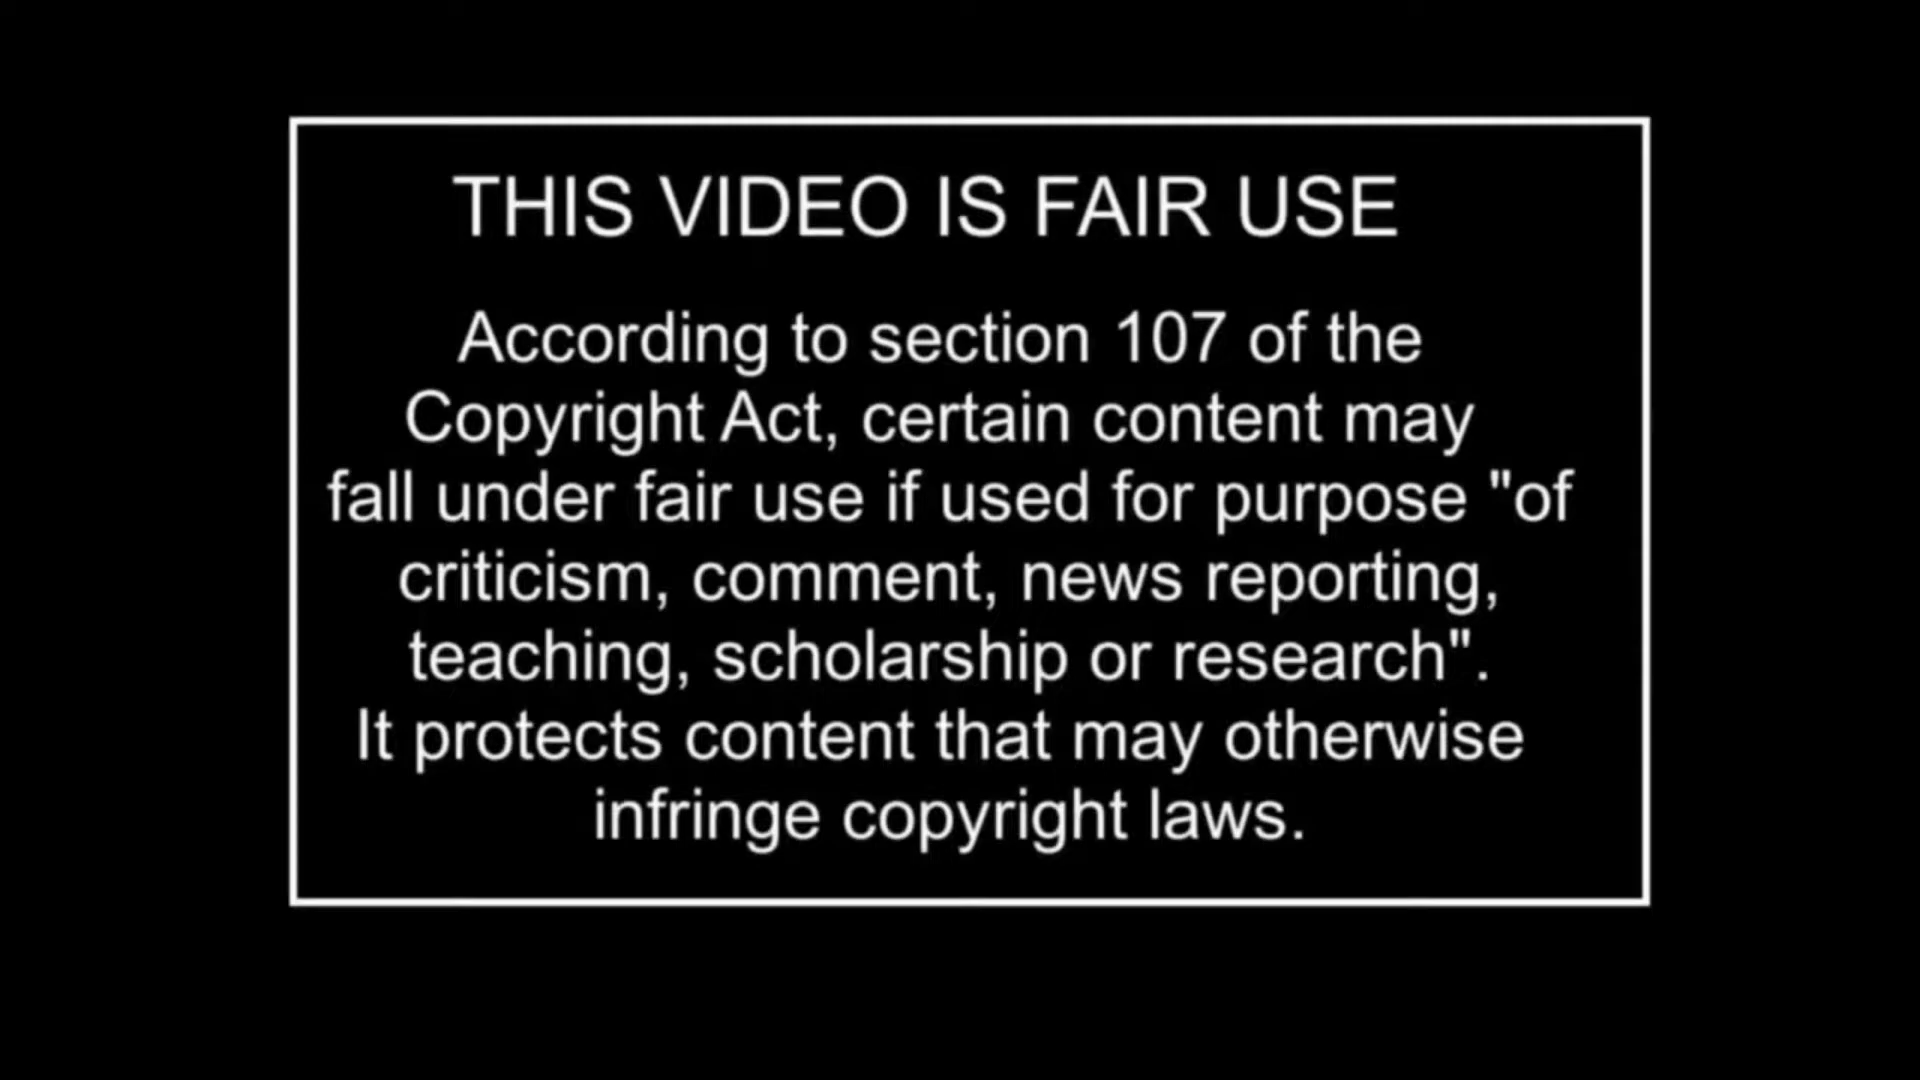 THIS VIDEO IS FAIR USE
According to section 107 of the
Copyright Act, certain content may
fall under fair use if used for purpose "of
criticism, comment, news reporting,
teaching, scholarship or research".
It protects content that may otherwise
infringe copyright laws.